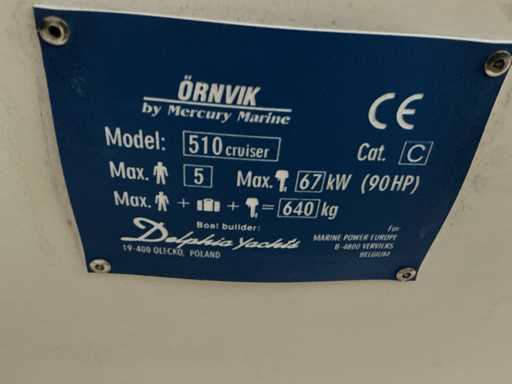 ÖRNVIK
by Mercury Marine
CE
Model: 510 cruiser
Cat. C
Max. 5 Max. 67 kW (90HP)
Max. + + = 640 kg
Boat builder:
Delphia Yachts
19-400 OLECKO, POLAND
For
MARINE POWER EUROPE
B-4800 VERVIERS
BELGIUM